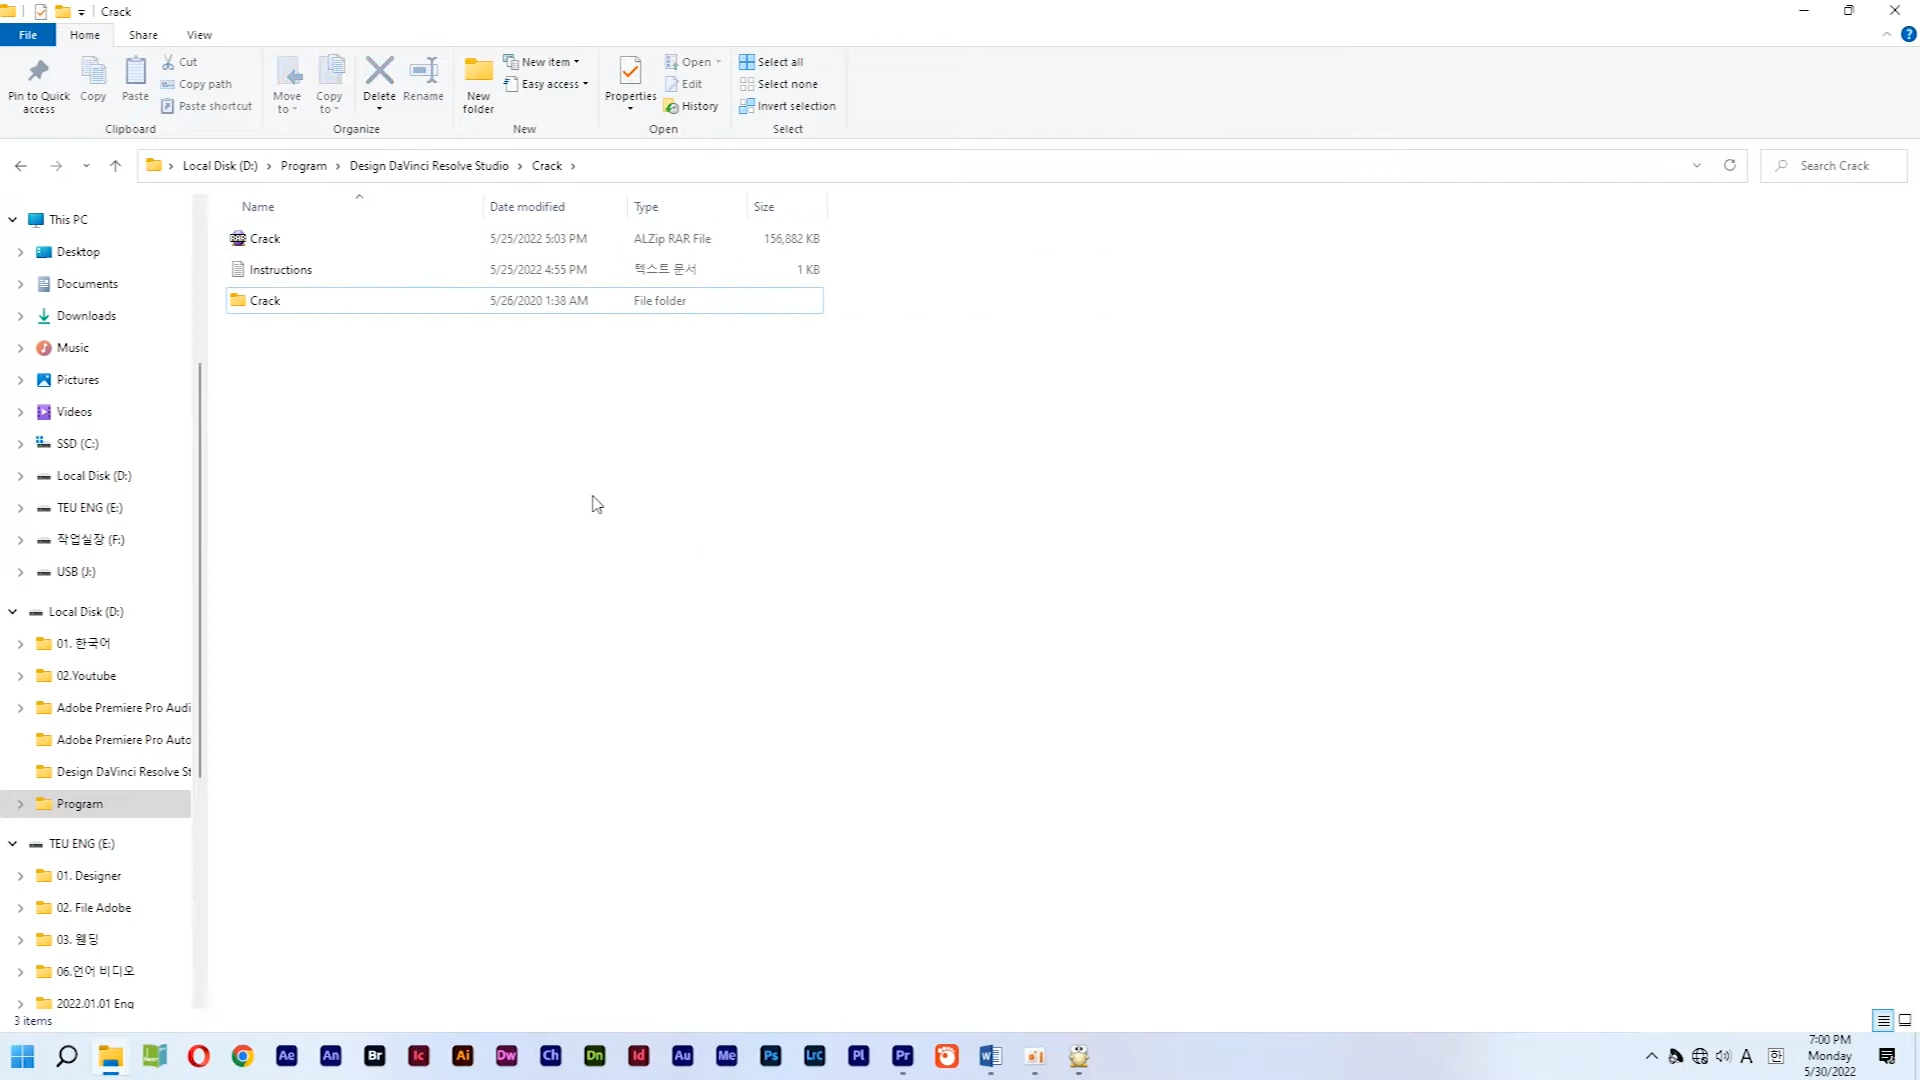 Crack
File Home Share View
Pin to Quick access
Copy
Paste
Cut
Copy path
Paste shortcut
Clipboard
Move to
Copy to
Delete
Rename
Organize
New folder
New item
Easy access
New
Properties
Open
Edit
History
Open
Select all
Select none
Invert selection
Select
Local Disk (D:) Program Design DaVinci Resolve Studio Crack
Search Crack
Name Date modified Type Size
Crack 5/25/2022 5:03 PM ALZip RAR File 156,882 KB
Instructions 5/25/2022 4:55 PM 텍스트 문서 1 KB
Crack 5/26/2020 1:38 AM File folder
This PC
Desktop
Documents
Downloads
Music
Pictures
Videos
SSD (C:)
Local Disk (D:)
TEU ENG (E:)
작업실장 (F:)
USB (J:)
Local Disk (D:)
01. 한국어
02.Youtube
Adobe Premiere Pro Audi
Adobe Premiere Pro Auto
Design DaVinci Resolve St
Program
TEU ENG (E:)
01. Designer
02. File Adobe
03. 웬딩
06.언어 비디오
2022.01.01 Eng
3 items
Ae An Br Ic Ai Dw Ch Dn Id Au Me Ps LrC Pl Pr
A 한
7:00 PM
Monday
5/30/2022